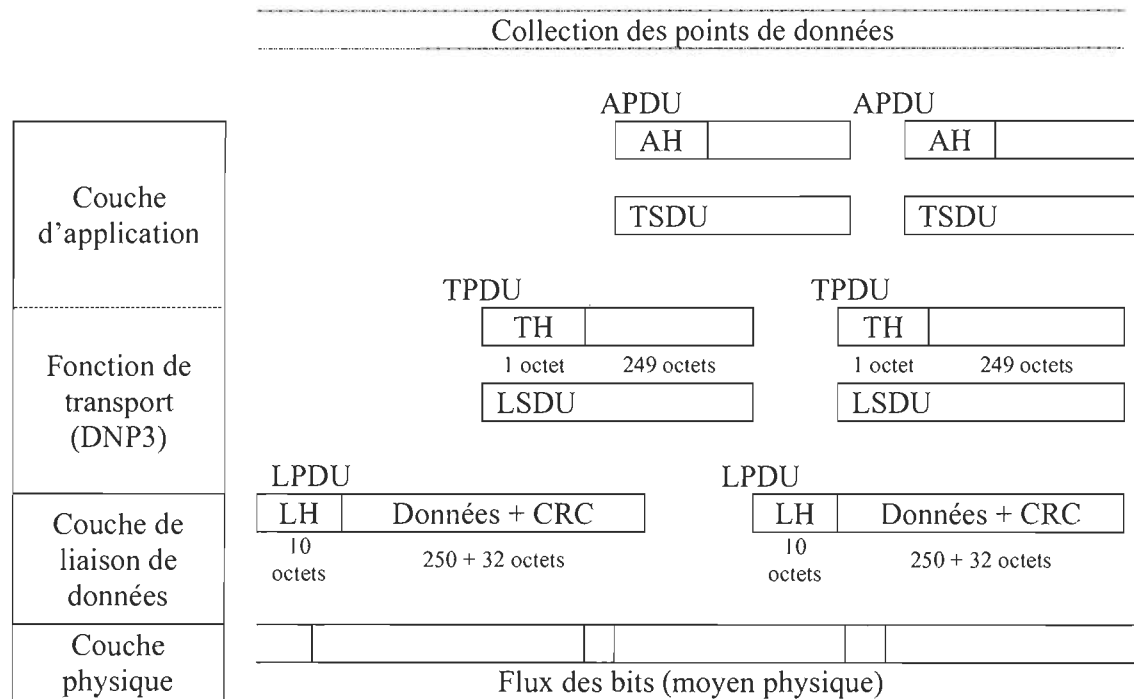 Collection des points de données
APDU APDU
AH AH
Couche
d'application
TSDU TSDU
TPDU TPDU
TH TH
1 octet 249 octets 1 octet 249 octets
Fonction de
transport
(DNP3)
LSDU LSDU
LPDU LPDU
LH Données + CRC LH Données + CRC
10
octets
250 + 32 octets
10
octets
250 + 32 octets
Couche de
liaison de
données
Couche
physique
Flux des bits (moyen physique)